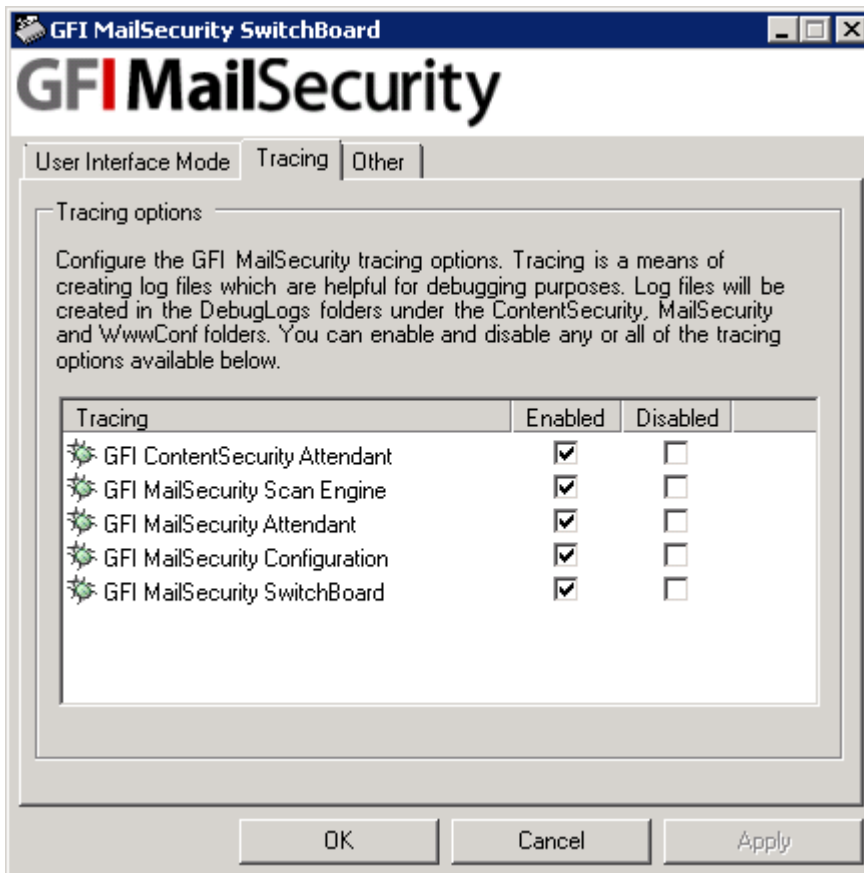 GFI MailSecurity SwitchBoard
GFI MailSecurity
User Interface Mode Tracing Other
Tracing options
Configure the GFI MailSecurity tracing options. Tracing is a means of
creating log files which are helpful for debugging purposes. Log files will be
created in the DebugLogs folders under the ContentSecurity, MailSecurity
and WwwConf folders. You can enable and disable any or all of the tracing
options available below.
Tracing Enabled Disabled
GFI ContentSecurity Attendant
GFI MailSecurity Scan Engine
GFI MailSecurity Attendant
GFI MailSecurity Configuration
GFI MailSecurity SwitchBoard
OK Cancel Apply